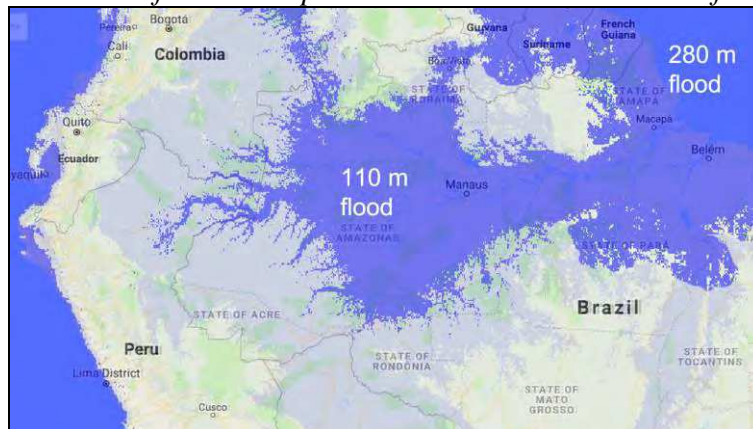 Bogotá
Pereira
Cali
Colombia
Guyana
Suriname
French
Guiana
Boa Vista
STATE OF
RORAIMA
280 m
flood
STATE OF
AMAPÁ
Macapá
Quito
Ecuador
Belém
110 m
flood
Manaus
STATE OF
AMAZONAS
STATE OF PARÁ
STATE OF ACRE
Brazil
Peru
STATE OF
RONDÔNIA
STATE OF
TOCANTINS
Lima District
STATE OF
MATO
GROSSO
Cusco